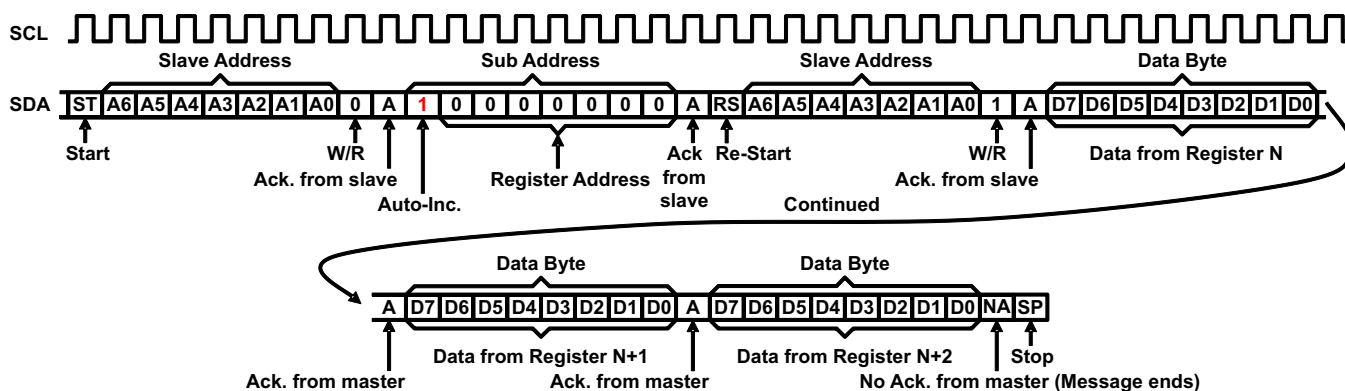 SCL
Slave Address Sub Address Slave Address Data Byte
SDA ST A6 A5 A4 A3 A2 A1 A0 0 A 1 0 0 0 0 0 0 0 A RS A6 A5 A4 A3 A2 A1 A0 1 A D7 D6 D5 D4 D3 D2 D1 D0
Start W/R Ack Re-Start W/R Data from Register N
Ack. from slave Register Address from Ack. from slave
Auto-Inc. slave Continued
Data Byte Data Byte
A D7 D6 D5 D4 D3 D2 D1 D0 A D7 D6 D5 D4 D3 D2 D1 D0 NA SP
Data from Register N+1 Data from Register N+2 Stop
Ack. from master Ack. from master No Ack. from master (Message ends)